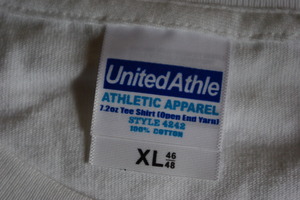 UnitedAthle
ATHLETIC APPAREL
7.2oz Tee Shirt (Open End Yarn)
STYLE 4242
100% COTTON
XL 46/48